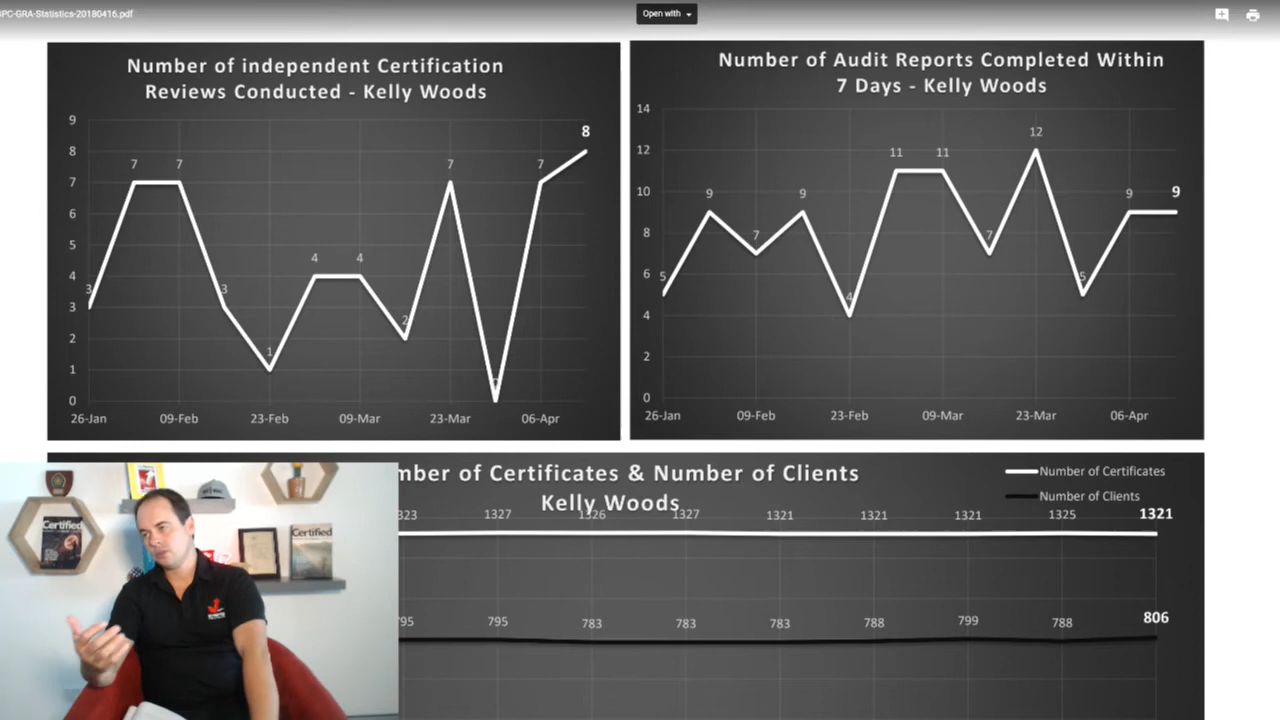 PC-GRA-Statistics-20180416.pdf
Open with
Number of independent Certification
Reviews Conducted - Kelly Woods
9
8
7
6
5
4
3
2
1
0
3
7
7
3
1
4
4
2
7
0
7
8
26-Jan
09-Feb
23-Feb
09-Mar
23-Mar
06-Apr
Number of Audit Reports Completed Within
7 Days - Kelly Woods
14
12
10
8
6
4
2
0
5
9
7
9
4
11
11
7
12
5
9
9
26-Jan
09-Feb
23-Feb
09-Mar
23-Mar
06-Apr
mber of Certificates & Number of Clients
Kelly Woods
Number of Certificates
Number of Clients
323
1327
1326
1327
1321
1321
1321
1325
1321
795
795
783
783
783
788
799
788
806
Certified
Certified